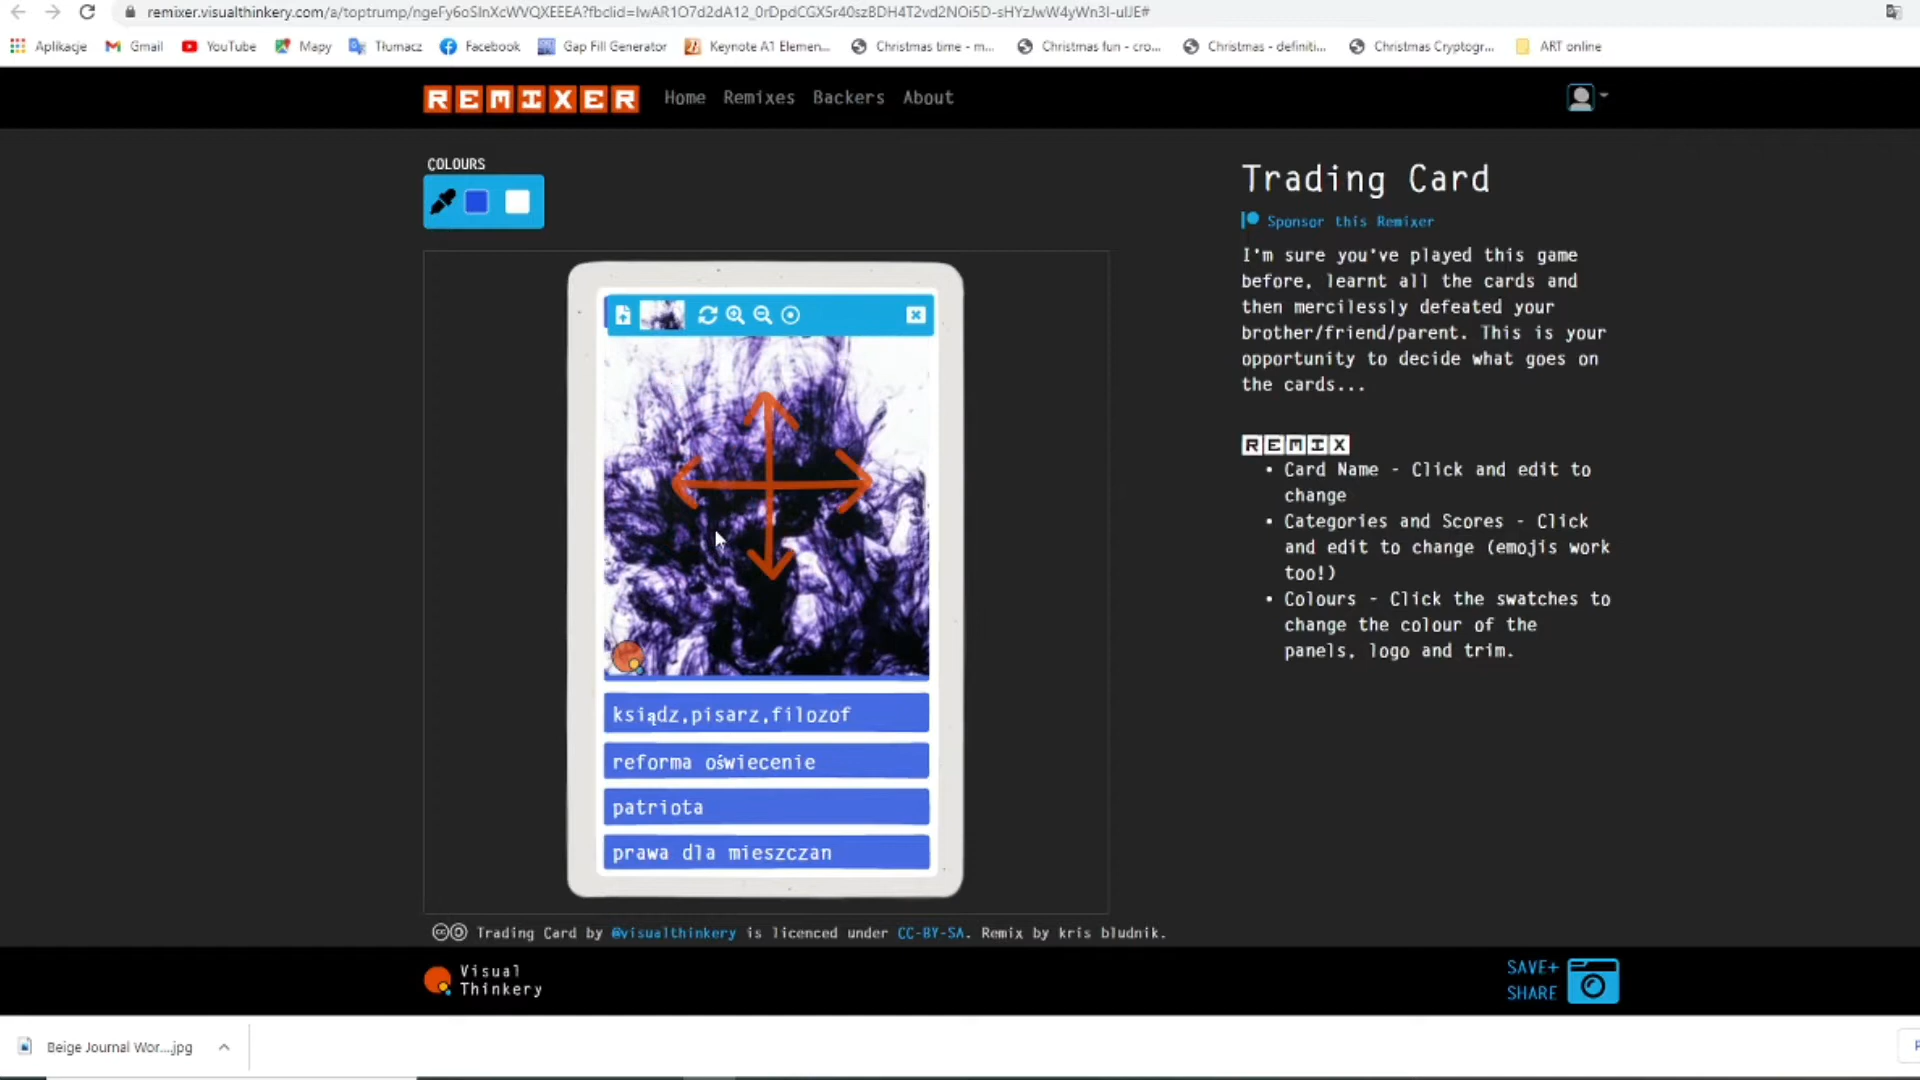 remixer.visualthinkery.com/a/toptrump/ngeFy6oSInXcWVQXEEEA?fbclid=IwAR1O7d2dA12_0rDpdCGX5r40szBDH4T2vd2NOi5D-sHYzJwW4yWn3I-uIJE#
Aplikacje Gmail YouTube Mapy Tłumacz Facebook Gap Fill Generator Keynote A1 Elemen... Christmas time - m... Christmas fun - cro... Christmas - definiti... Christmas Cryptogr... ART online
REMIXER Home Remixes Backers About
COLOURS
ksiądz,pisarz,filozof
reforma oświecenie
patriota
prawa dla mieszczan
Trading Card by @visualthinkery is licenced under CC-BY-SA. Remix by kris bludnik.
Trading Card
Sponsor this Remixer
I'm sure you've played this game
before, learnt all the cards and
then mercilessly defeated your
brother/friend/parent. This is your
opportunity to decide what goes on
the cards...
REMIX
• Card Name - Click and edit to
change
• Categories and Scores - Click
and edit to change (emojis work
too!)
• Colours - Click the swatches to
change the colour of the
panels, logo and trim.
Visual
Thinkery
SAVE+
SHARE
Beige Journal Wor....jpg